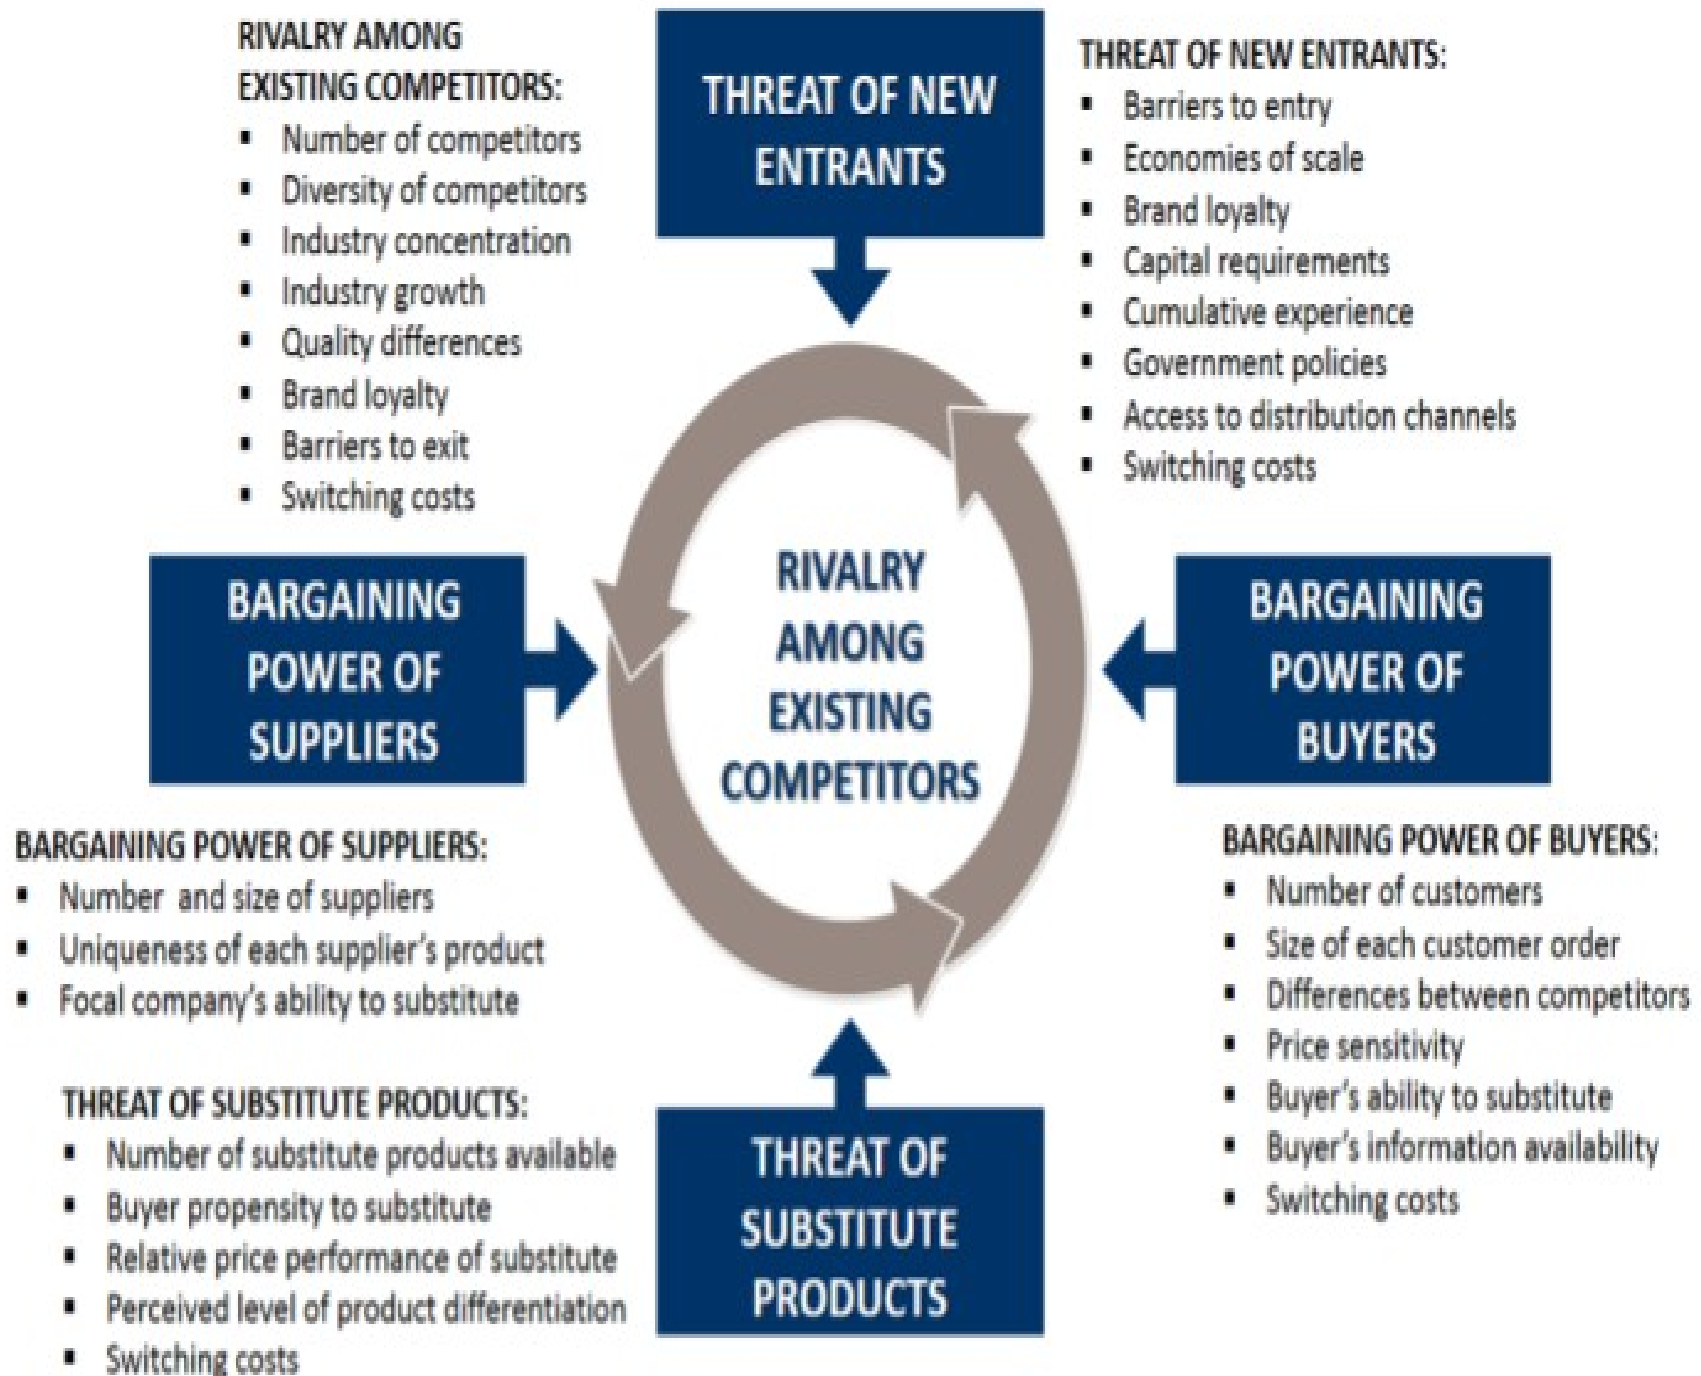 RIVALRY AMONG
EXISTING COMPETITORS:
▪ Number of competitors
▪ Diversity of competitors
▪ Industry concentration
▪ Industry growth
▪ Quality differences
▪ Brand loyalty
▪ Barriers to exit
▪ Switching costs
THREAT OF NEW
ENTRANTS
THREAT OF NEW ENTRANTS:
▪ Barriers to entry
▪ Economies of scale
▪ Brand loyalty
▪ Capital requirements
▪ Cumulative experience
▪ Government policies
▪ Access to distribution channels
▪ Switching costs
BARGAINING
POWER OF
SUPPLIERS
RIVALRY
AMONG
EXISTING
COMPETITORS
BARGAINING
POWER OF
BUYERS
BARGAINING POWER OF SUPPLIERS:
▪ Number and size of suppliers
▪ Uniqueness of each supplier's product
▪ Focal company's ability to substitute
BARGAINING POWER OF BUYERS:
▪ Number of customers
▪ Size of each customer order
▪ Differences between competitors
▪ Price sensitivity
▪ Buyer's ability to substitute
▪ Buyer's information availability
▪ Switching costs
THREAT OF SUBSTITUTE PRODUCTS:
▪ Number of substitute products available
▪ Buyer propensity to substitute
▪ Relative price performance of substitute
▪ Perceived level of product differentiation
▪ Switching costs
THREAT OF
SUBSTITUTE
PRODUCTS